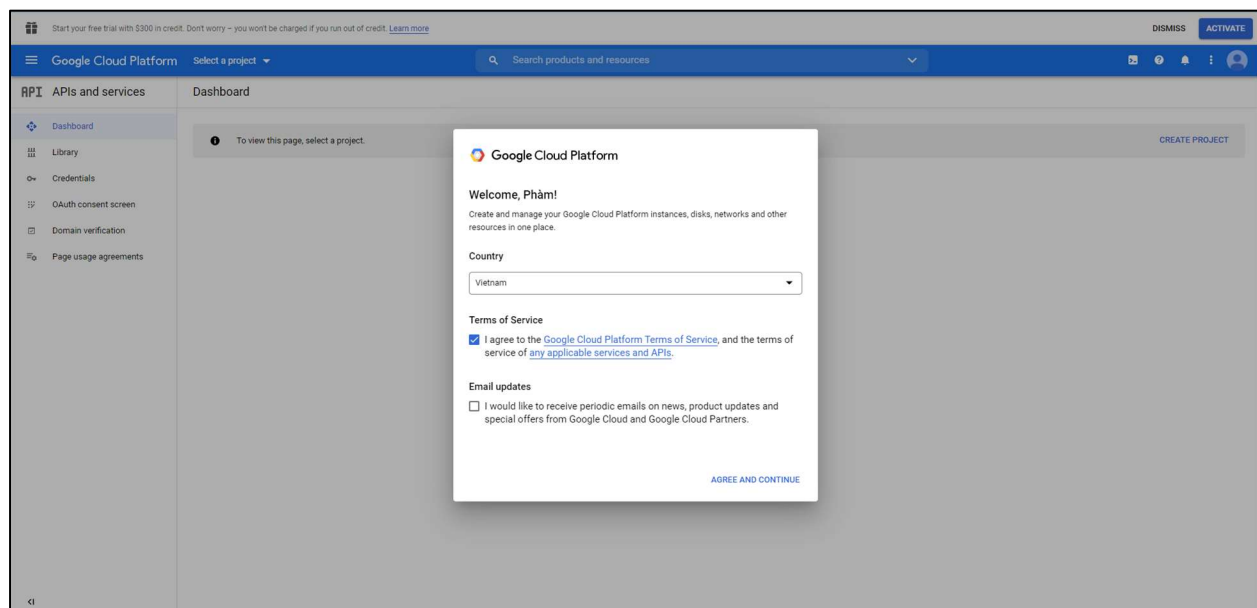 Start your free trial with $300 in credit. Don't worry – you won't be charged if you run out of credit. Learn more
DISMISS
ACTIVATE
Google Cloud Platform
Select a project
Search products and resources
API APIs and services
Dashboard
Dashboard
Library
Credentials
OAuth consent screen
Domain verification
Page usage agreements
To view this page, select a project.
CREATE PROJECT
Google Cloud Platform
Welcome, Phàm!
Create and manage your Google Cloud Platform instances, disks, networks and other
resources in one place.
Country
Vietnam
Terms of Service
I agree to the Google Cloud Platform Terms of Service, and the terms of
service of any applicable services and APIs.
Email updates
I would like to receive periodic emails on news, product updates and
special offers from Google Cloud and Google Cloud Partners.
AGREE AND CONTINUE